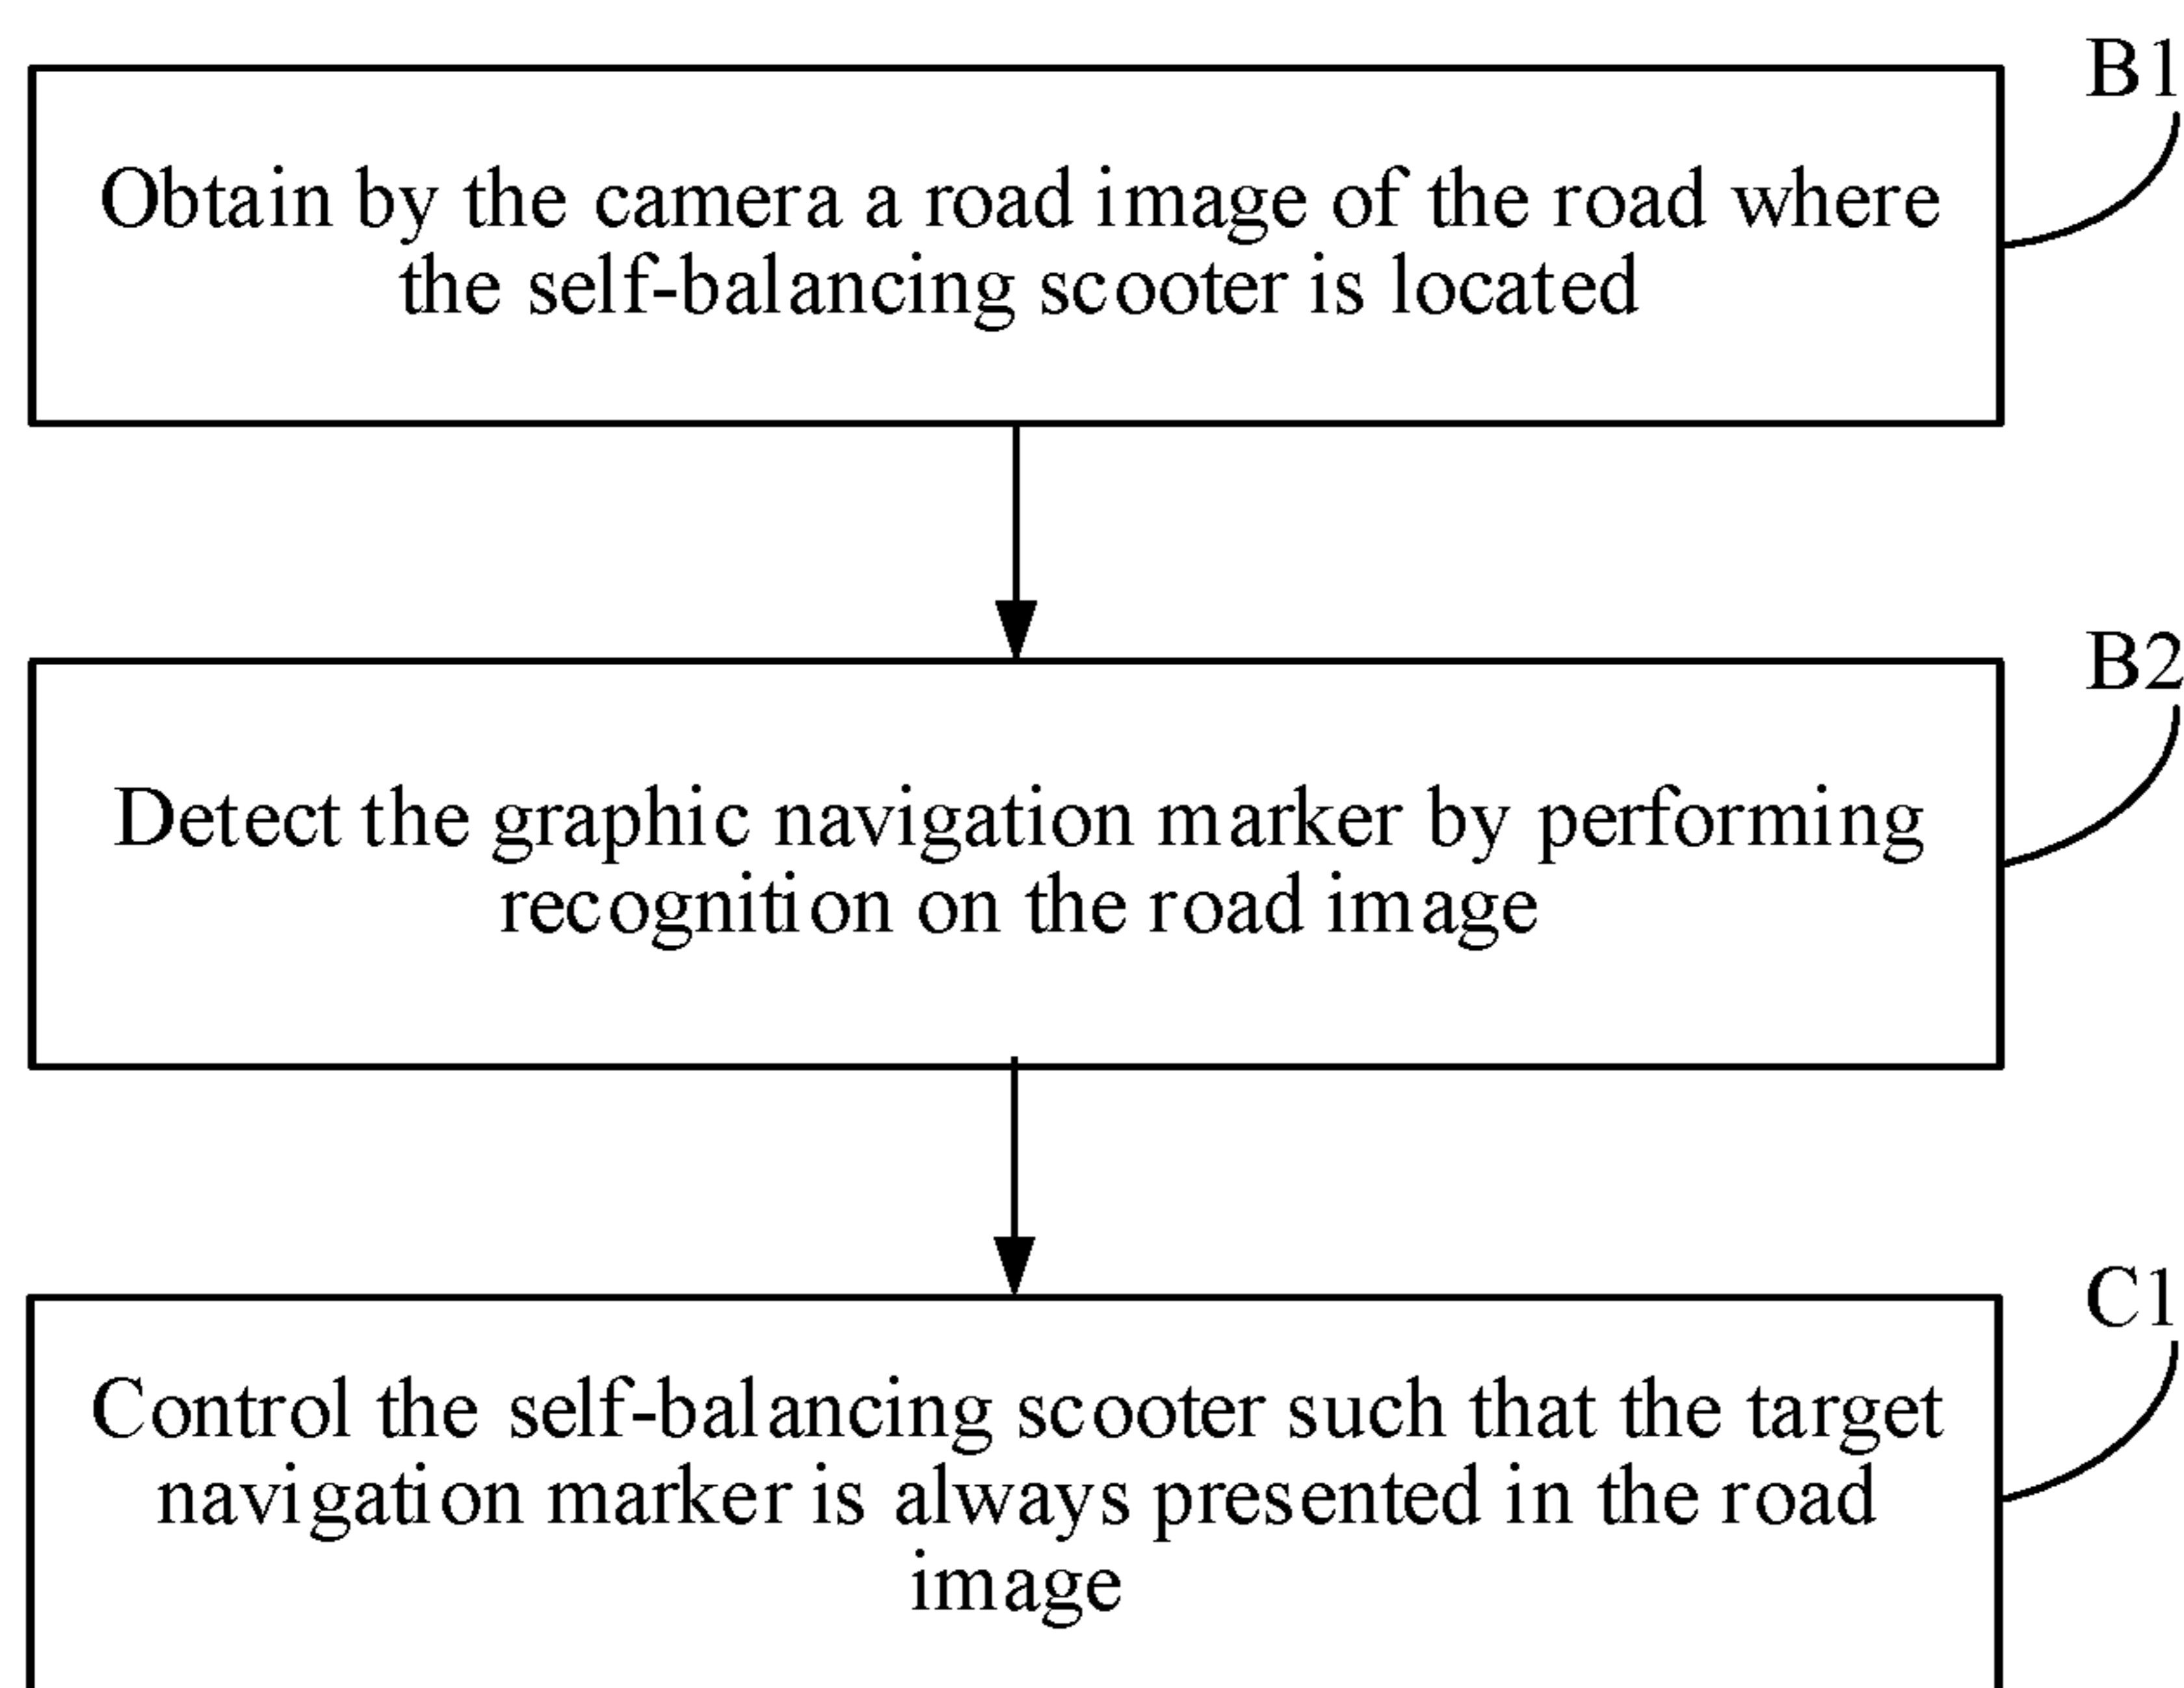 B1
Obtain by the camera a road image of the road where
the self-balancing scooter is located
B2
Detect the graphic navigation marker by performing
recognition on the road image
C1
Control the self-balancing scooter such that the target
navigation marker is always presented in the road
image